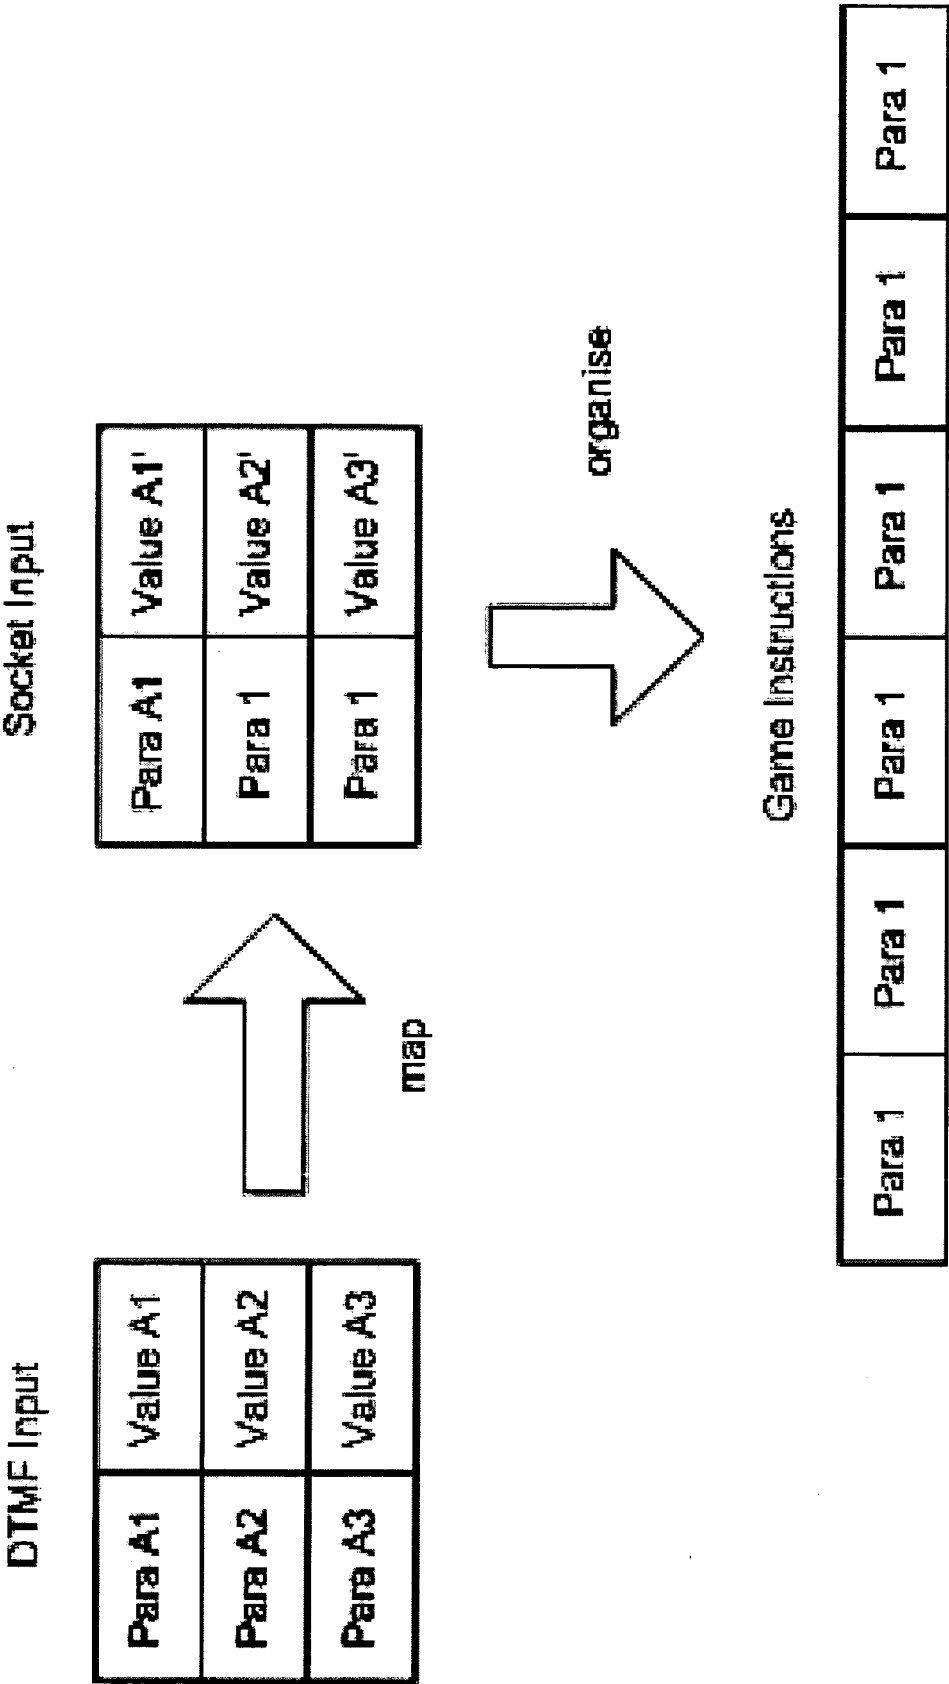 DTMF Input
Para A1 Value A1
Para A2 Value A2
Para A3 Value A3
map
Socket Input
Para A1 Value A1'
Para 1 Value A2'
Para 1 Value A3'
organise
Game Instructions
Para 1 Para 1 Para 1 Para 1 Para 1 Para 1